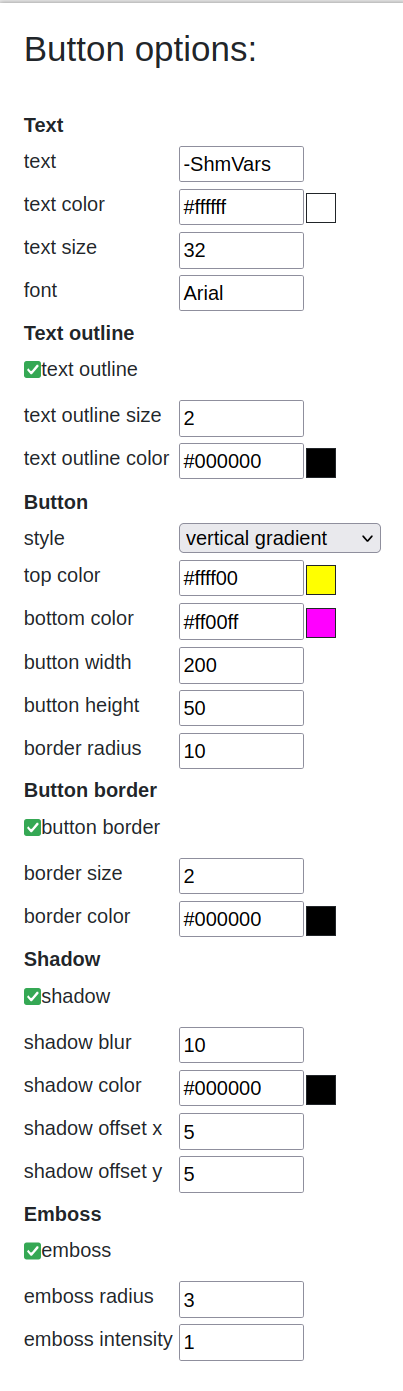 Button options:
Text
text -ShmVars
text color #ffffff
text size 32
font Arial
Text outline
text outline
text outline size 2
text outline color #000000
Button
style vertical gradient
top color #ffff00
bottom color #ff00ff
button width 200
button height 50
border radius 10
Button border
button border
border size 2
border color #000000
Shadow
shadow
shadow blur 10
shadow color #000000
shadow offset x 5
shadow offset y 5
Emboss
emboss
emboss radius 3
emboss intensity 1